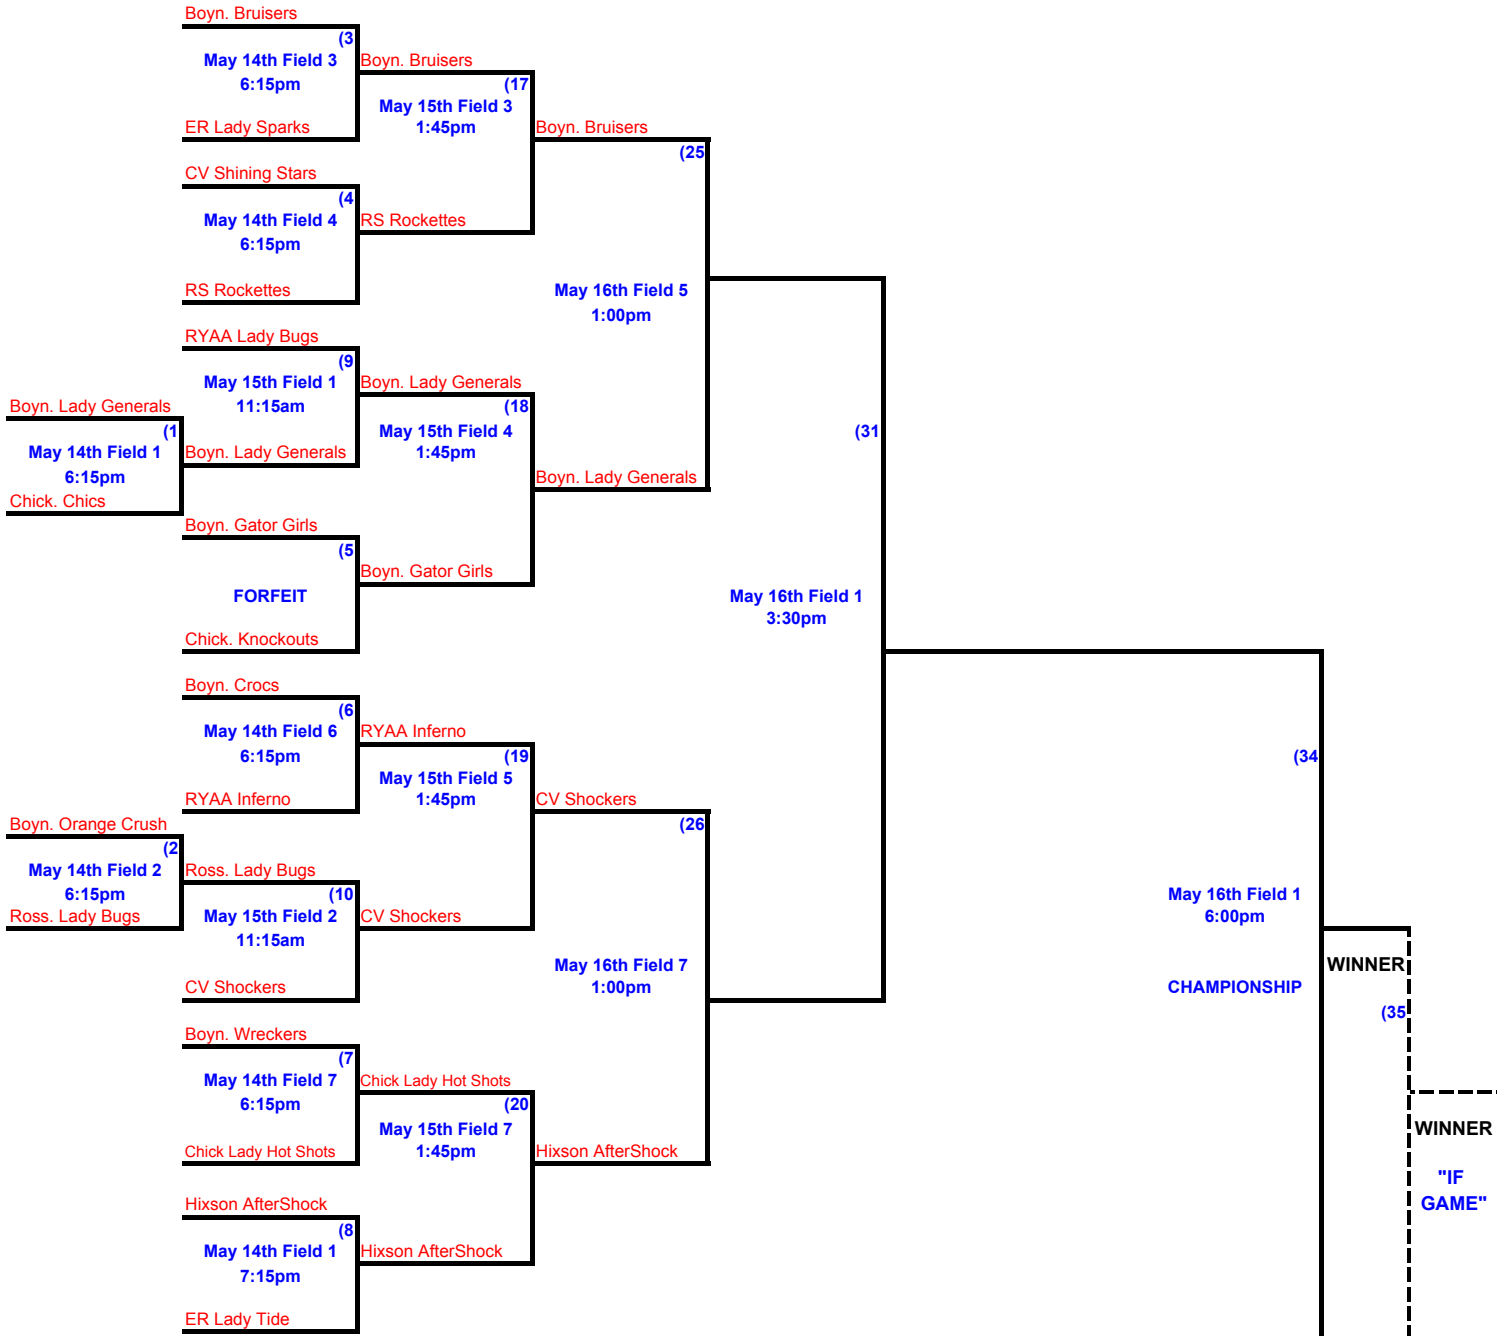 Boyn. Bruisers
(3
May 14th Field 3
6:15pm
ER Lady Sparks
Boyn. Bruisers
(17
May 15th Field 3
1:45pm
Boyn. Bruisers
(25
CV Shining Stars
(4
May 14th Field 4
6:15pm
RS Rockettes
RS Rockettes
May 16th Field 5
1:00pm
RYAA Lady Bugs
(9
May 15th Field 1
11:15am
Boyn. Lady Generals
Boyn. Lady Generals
(1
May 14th Field 1
6:15pm
Chick. Chics
Boyn. Lady Generals
(18
May 15th Field 4
1:45pm
Boyn. Lady Generals
(31
Boyn. Gator Girls
(5
FORFEIT
Chick. Knockouts
Boyn. Gator Girls
May 16th Field 1
3:30pm
Boyn. Crocs
(6
May 14th Field 6
6:15pm
RYAA Inferno
RYAA Inferno
(19
May 15th Field 5
1:45pm
CV Shockers
(26
(34
Boyn. Orange Crush
(2
May 14th Field 2
6:15pm
Ross. Lady Bugs
Ross. Lady Bugs
(10
May 15th Field 2
11:15am
CV Shockers
CV Shockers
May 16th Field 7
1:00pm
May 16th Field 1
6:00pm
CHAMPIONSHIP
WINNER
(35
Boyn. Wreckers
(7
May 14th Field 7
6:15pm
Chick Lady Hot Shots
Chick Lady Hot Shots
(20
May 15th Field 7
1:45pm
Hixson AfterShock
WINNER
"IF
GAME"
Hixson AfterShock
(8
May 14th Field 1
7:15pm
ER Lady Tide
Hixson AfterShock